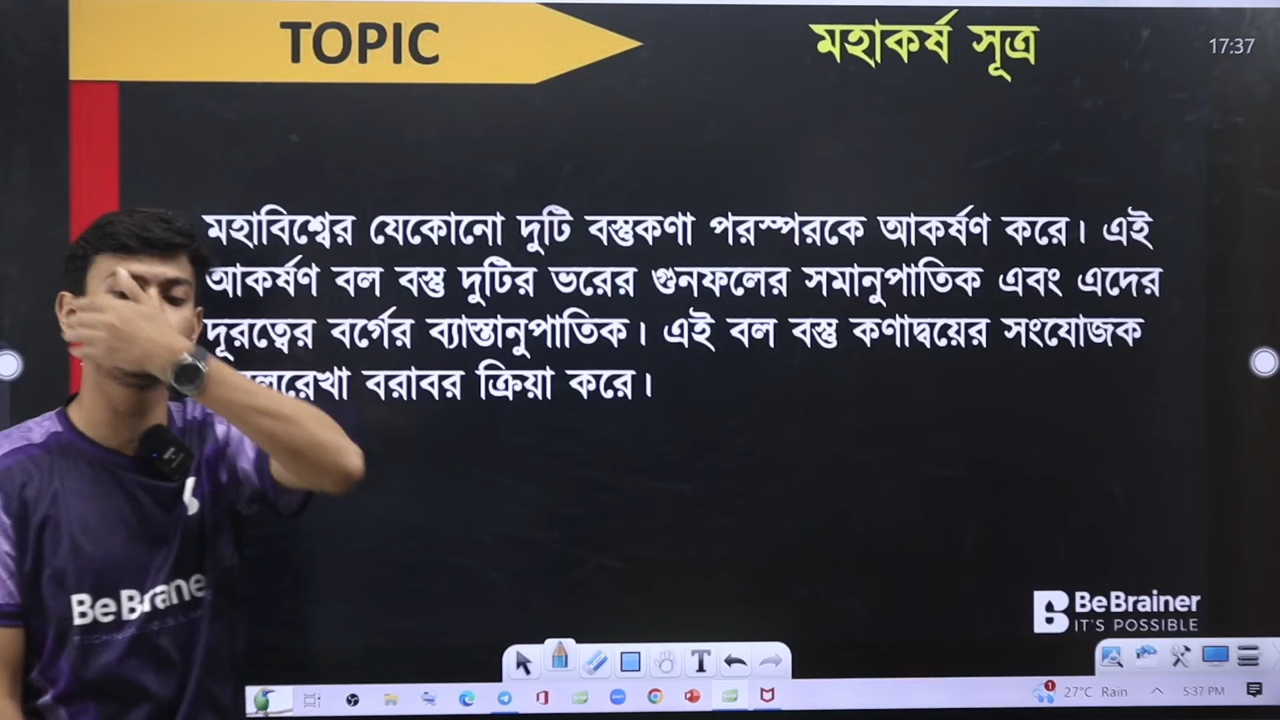 TOPIC
মহাকর্ষ সূত্র
17:37
মহাবিশ্বের যেকোনো দুটি বস্তুকণা পরস্পরকে আকর্ষণ করে। এই
আকর্ষণ বল বস্তু দুটির ভরের গুনফলের সমানুপাতিক এবং এদের
দূরত্বের বর্গের ব্যাস্তানুপাতিক। এই বল বস্তু কণাদ্বয়ের সংযোজক
বরাবর ক্রিয়া করে।
BeBraine
BeBrainer
IT'S POSSIBLE
T
27°C Rain
5:37 PM